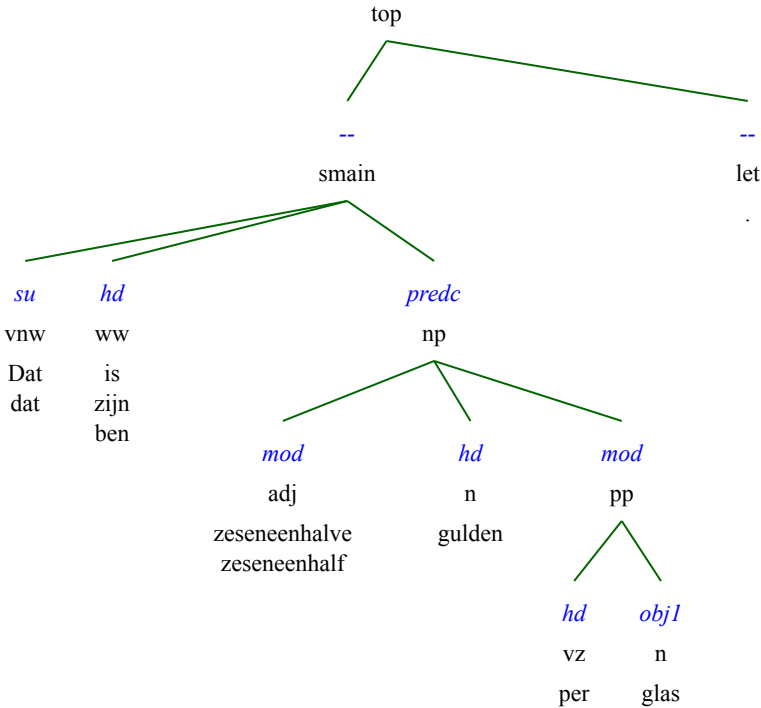 top
-- --
smain let
.
su hd predc
vnw ww np
Dat is
dat zijn
ben
mod hd mod
adj n pp
zeseneenhalve gulden
zeseneenhalf
hd obj1
vz n
per glas